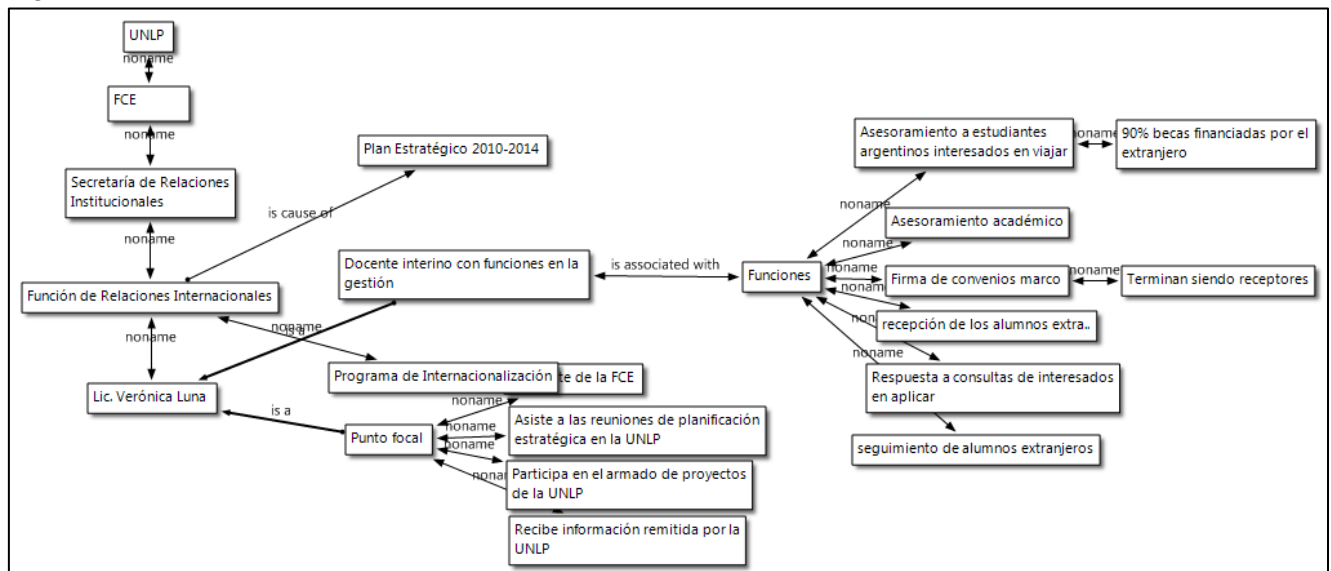 UNLP
noname
FCE
noname
Secretaría de Relaciones
Institucionales
noname
Función de Relaciones Internacionales
noname
Lic. Verónica Luna
is cause of
Plan Estratégico 2010-2014
Docente interino con funciones en la
gestión
is a
noname
Programa de Internacionalización
is a
Punto focal
noname
de la FCE
noname
Asiste a las reuniones de planificación
estratégica en la UNLP
noname
Participa en el armado de proyectos
de la UNLP
Recibe información remitida por la
UNLP
is associated with
Funciones
noname
Asesoramiento a estudiantes
argentinos interesados en viajar
noname
90% becas financiadas por el
extranjero
noname
Asesoramiento académico
noname
Firma de convenios marco
noname
Terminan siendo receptores
recepción de los alumnos extra..
Respuesta a consultas de interesados
en aplicar
noname
seguimiento de alumnos extranjeros